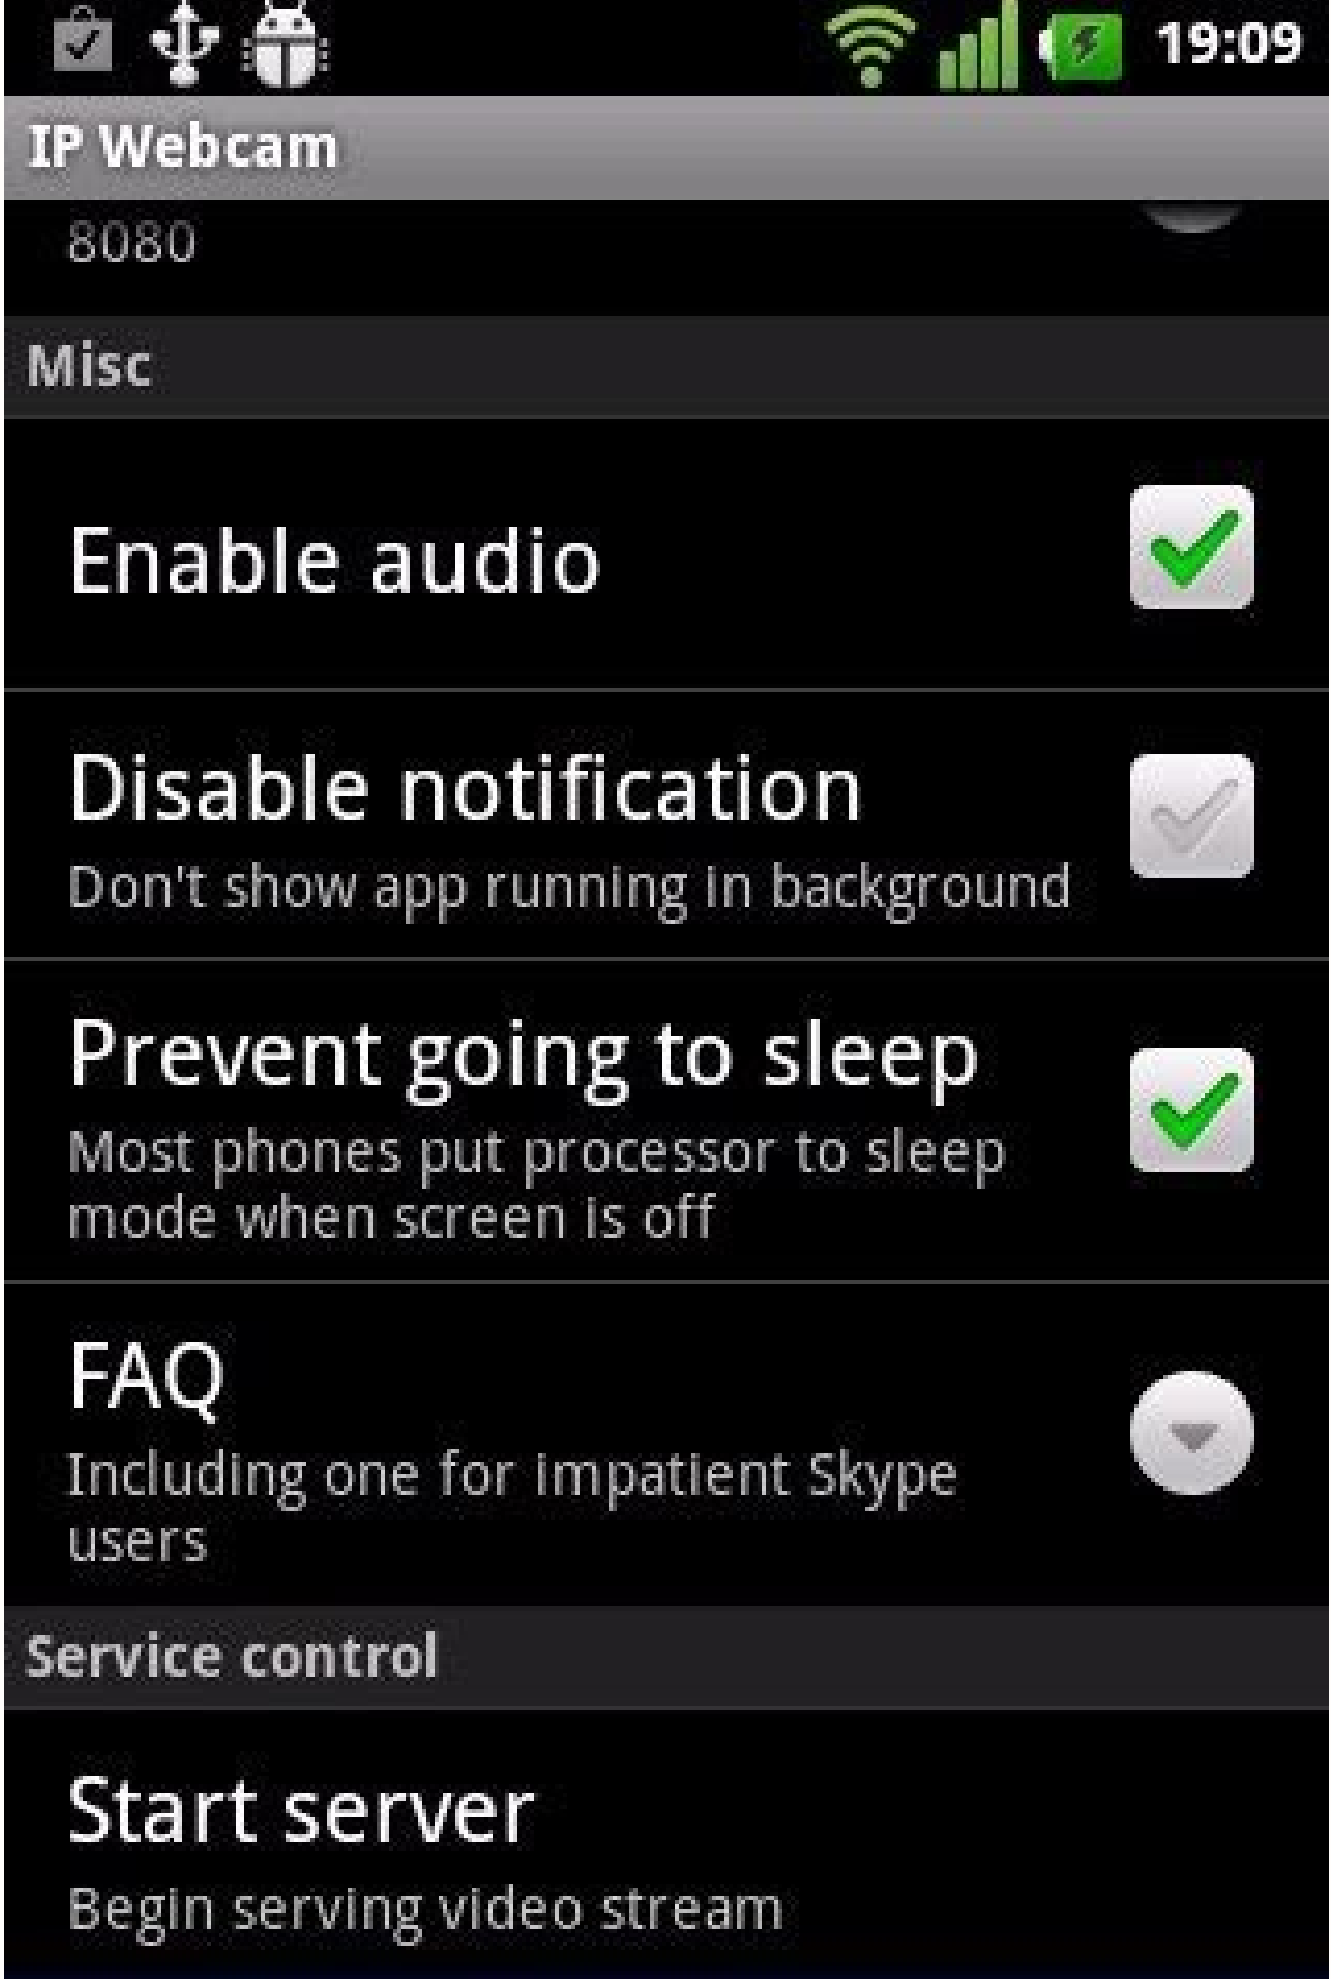 19:09
IP Webcam
8080
Misc
Enable audio
Disable notification
Don't show app running in background
Prevent going to sleep
Most phones put processor to sleep
mode when screen is off
FAQ
Including one for impatient Skype
users
Service control
Start server
Begin serving video stream